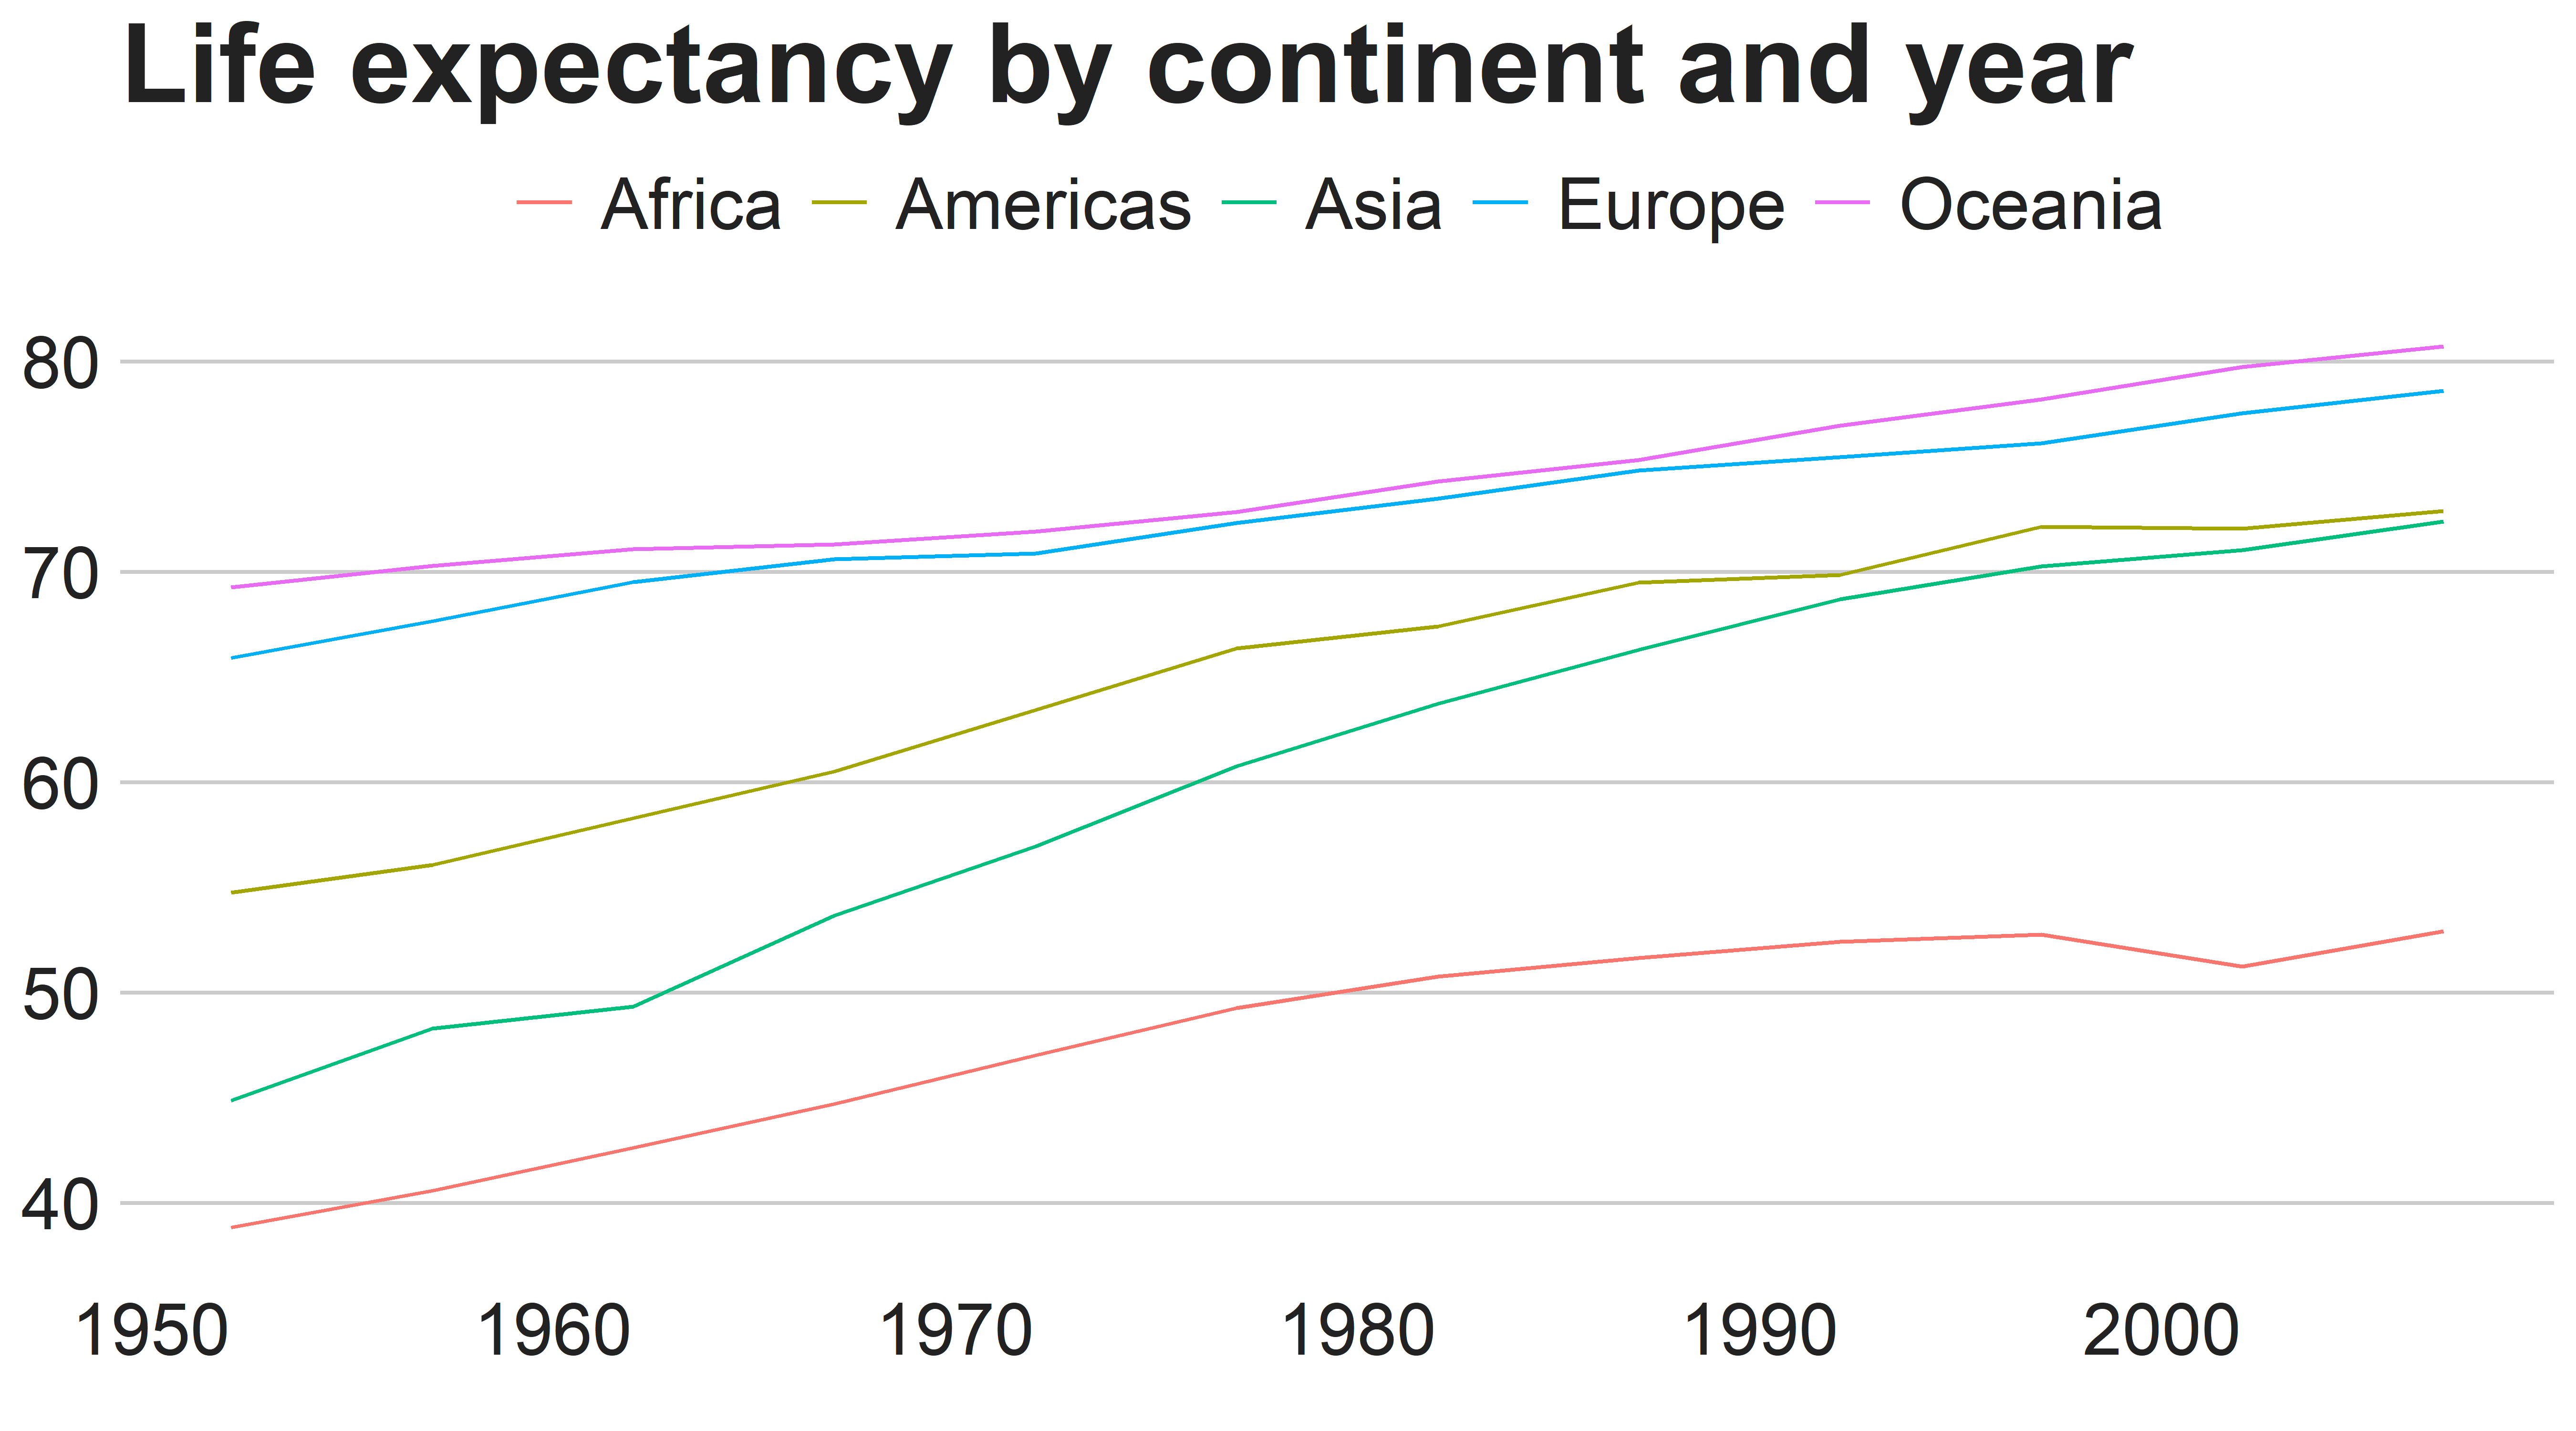 Life expectancy by continent and year
Africa Americas Asia Europe Oceania
80
70
60
50
40
1950 1960 1970 1980 1990 2000